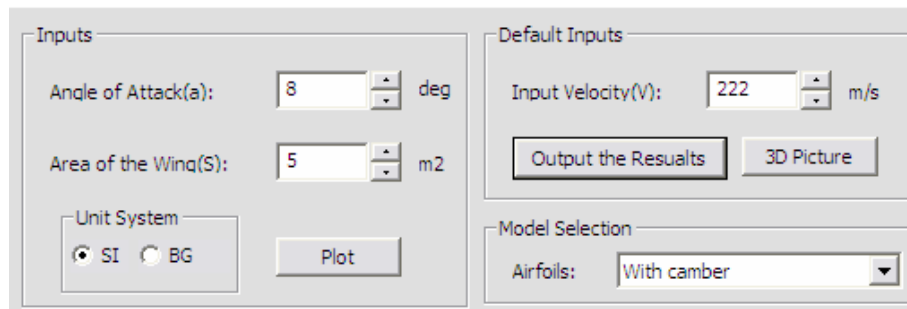 Inputs
Angle of Attack(a): 8 deg
Area of the Wing(S): 5 m2
Unit System
SI BG
Plot
Default Inputs
Input Velocity(V): 222 m/s
Output the Resualts 3D Picture
Model Selection
Airfoils: With camber